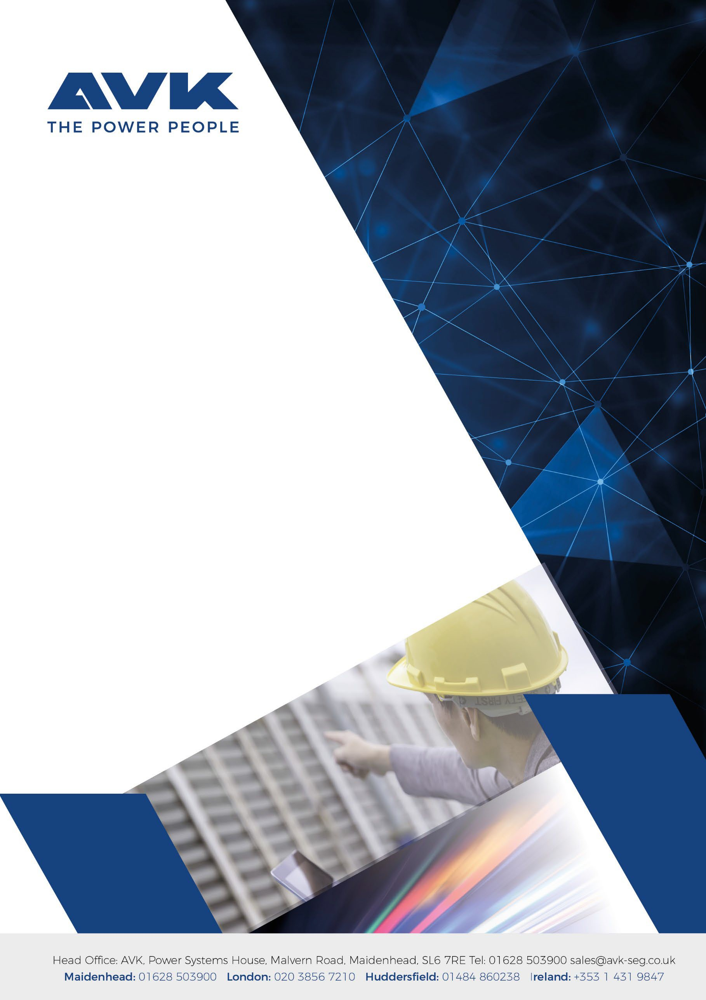 AVK
THE POWER PEOPLE
SAFETY FIRST
Head Office: AVK, Power Systems House, Malvern Road, Maidenhead, SL6 7RE Tel: 01628 503900 sales@avk-seg.co.uk
Maidenhead: 01628 503900 London: 020 3856 7210 Huddersfield: 01484 860238 Ireland: +353 1 431 9847